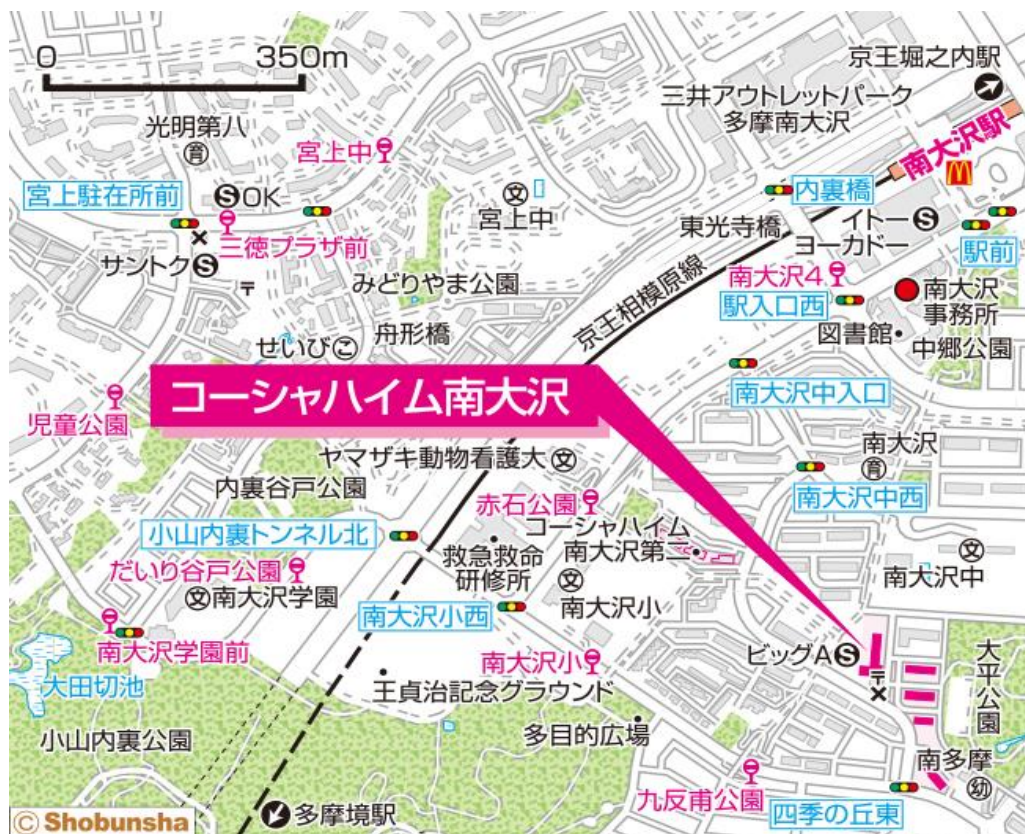 0 350m
京王堀之内駅
三井アウトレットパーク
多摩南大沢
光明第八
育
宮上中
南大沢駅
宮上駐在所前
S OK
文
宮上中
内裏橋
三徳プラザ前
東光寺橋
イトー
ヨーカドー
S
駅前
サントク S
みどりやま公園
京王相模原線
南大沢4
駅入口西
南大沢
事務所
舟形橋
図書館
中郷公園
せいび こ
コーシャハイム南大沢
南大沢中入口
児童公園
ヤマザキ動物看護大 文
南大沢
育
内裏谷戸公園
赤石公園
南大沢中西
小山内裏トンネル北
コーシャハイム
南大沢第二
救急救命
研修所
文
南大沢中
だいり谷戸公園
文 南大沢学園
文
南大沢小
南大沢小西
南大沢学園前
南大沢小
ビッグA S
大平公園
大田切池
王貞治記念グラウンド
小山内裏公園
多目的広場
南多摩
幼
九反甫公園
四季の丘東
多摩境駅
© Shobunsha